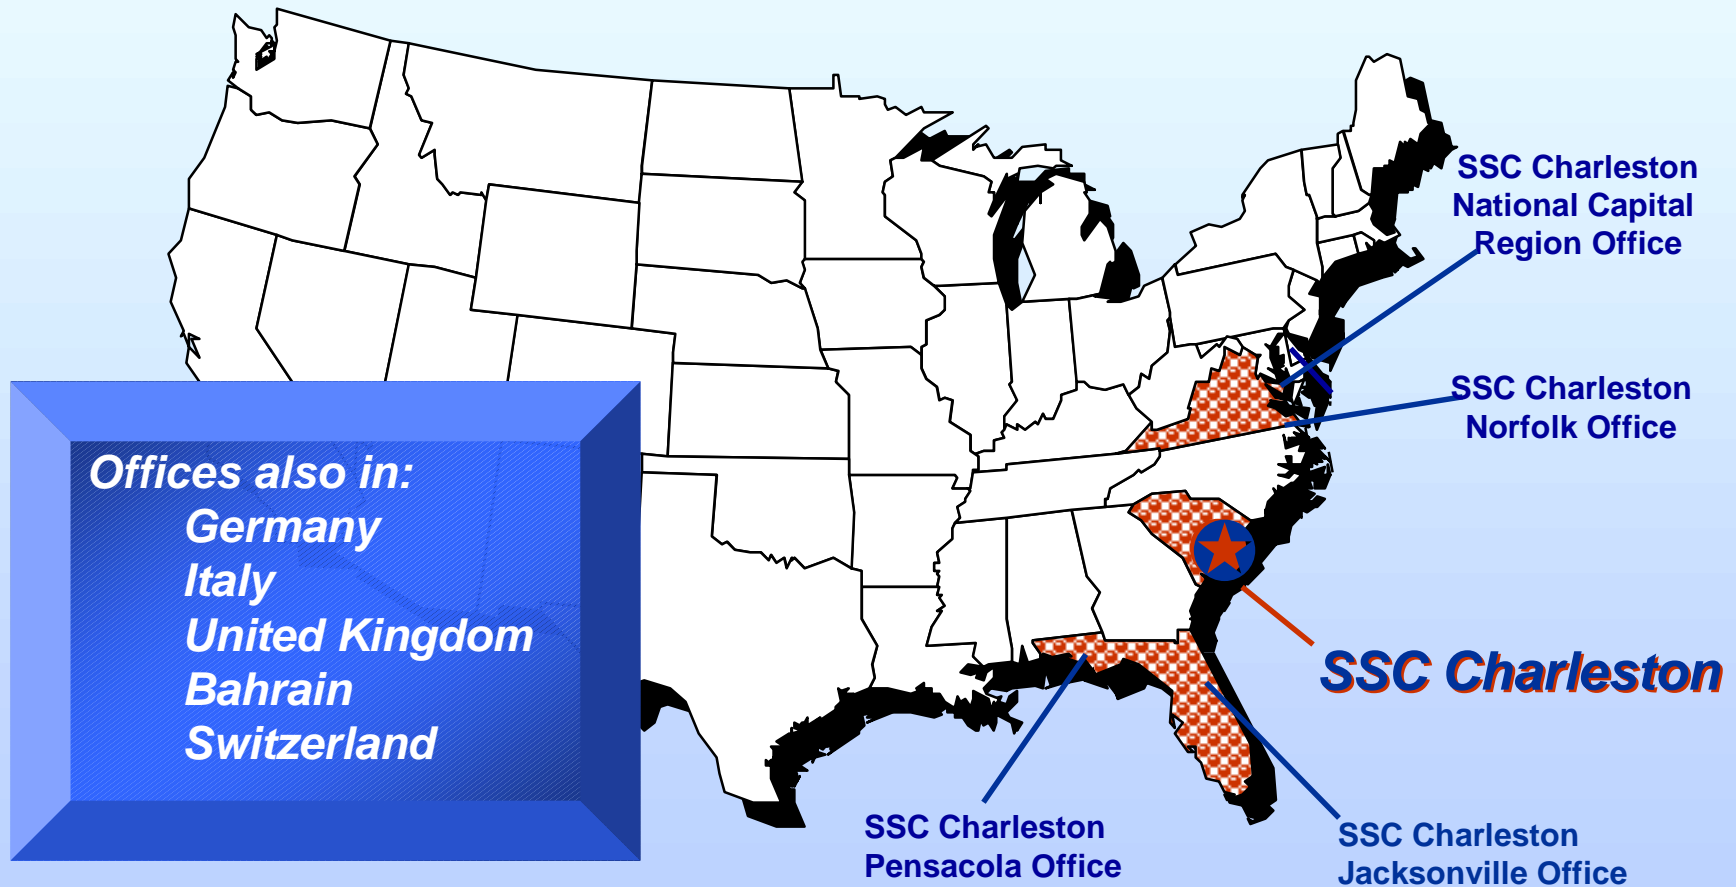 SSC Charleston
National Capital
Region Office
SSC Charleston
Norfolk Office
Offices also in:
Germany
Italy
United Kingdom
Bahrain
Switzerland
SSC Charleston
SSC Charleston
Pensacola Office
SSC Charleston
Jacksonville Office